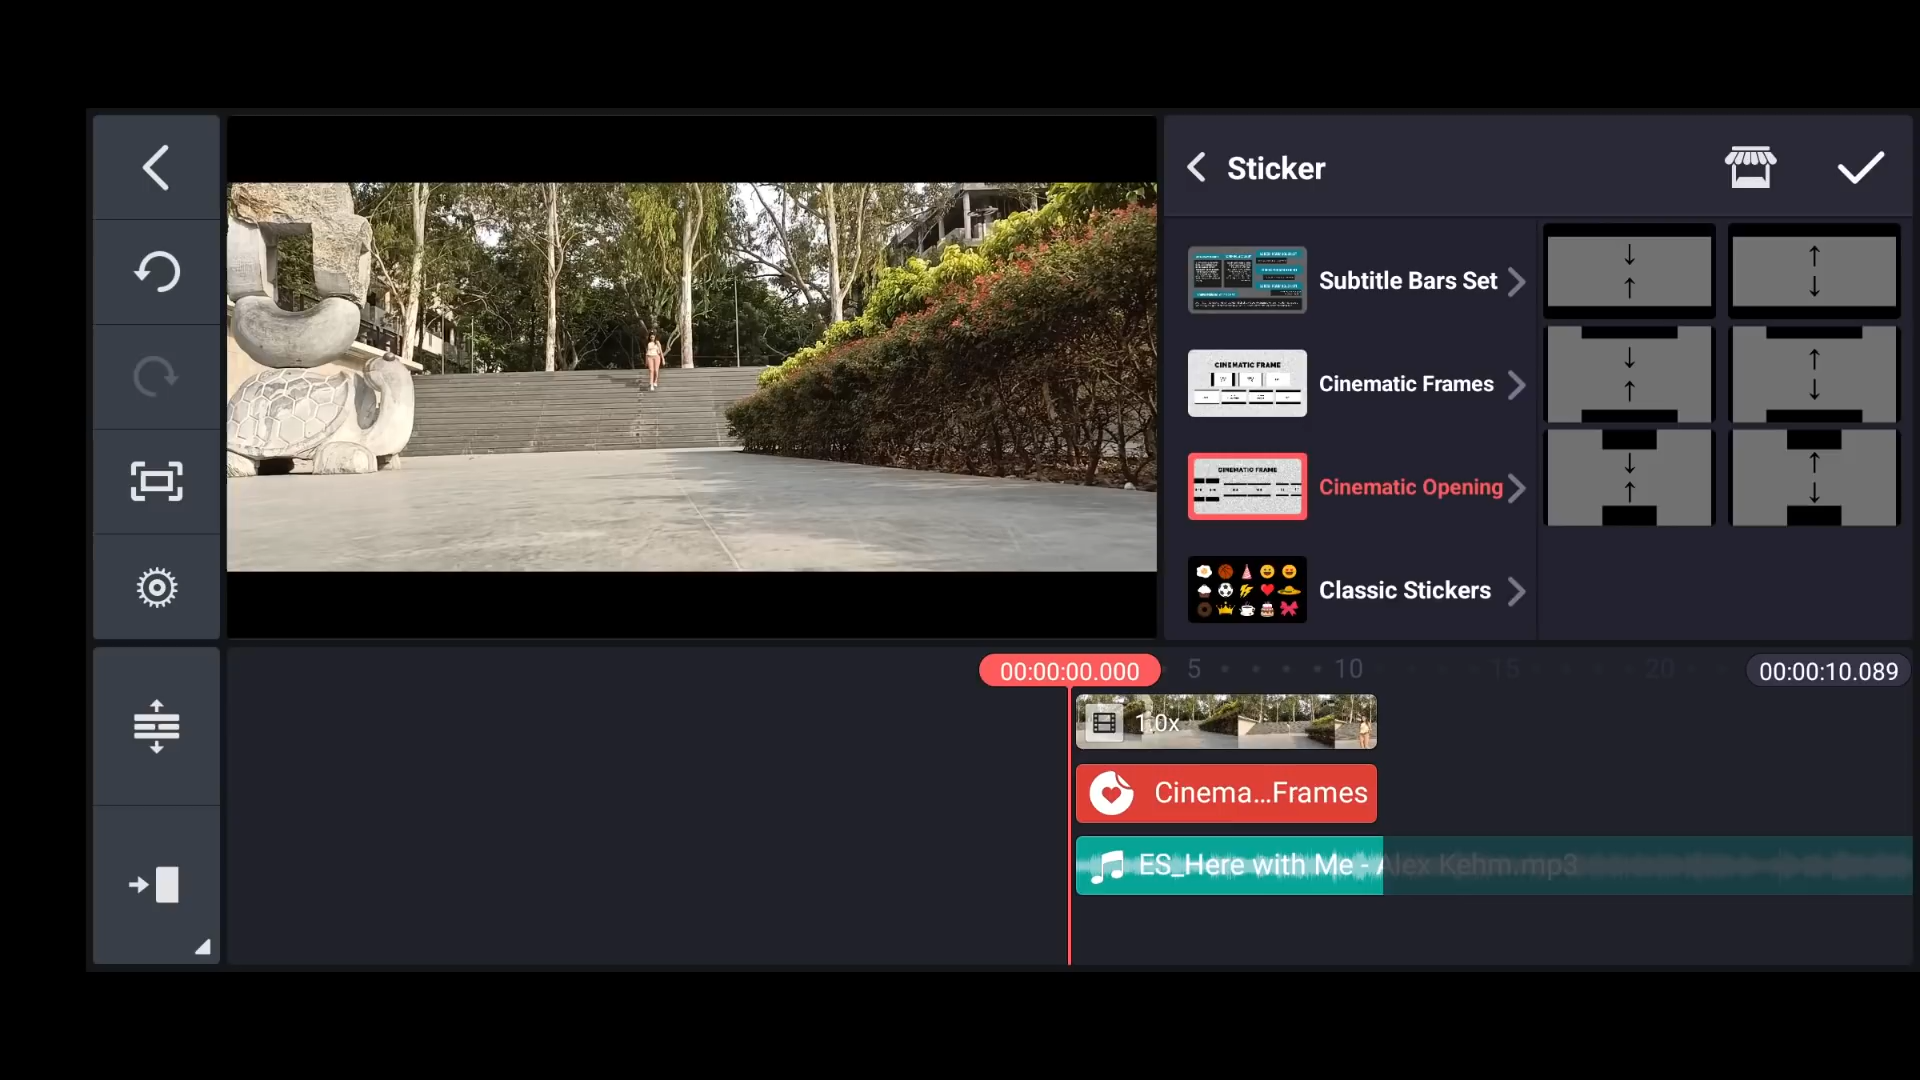 Sticker
Subtitle Bars Set
CINEMATIC FRAME
Cinematic Frames
CINEMATIC FRAME
Cinematic Opening
Classic Stickers
00:00:00.000
5
10
15
20
00:00:10.089
1.0x
Cinema...Frames
ES_Here with Me - Alex Kehm.mp3